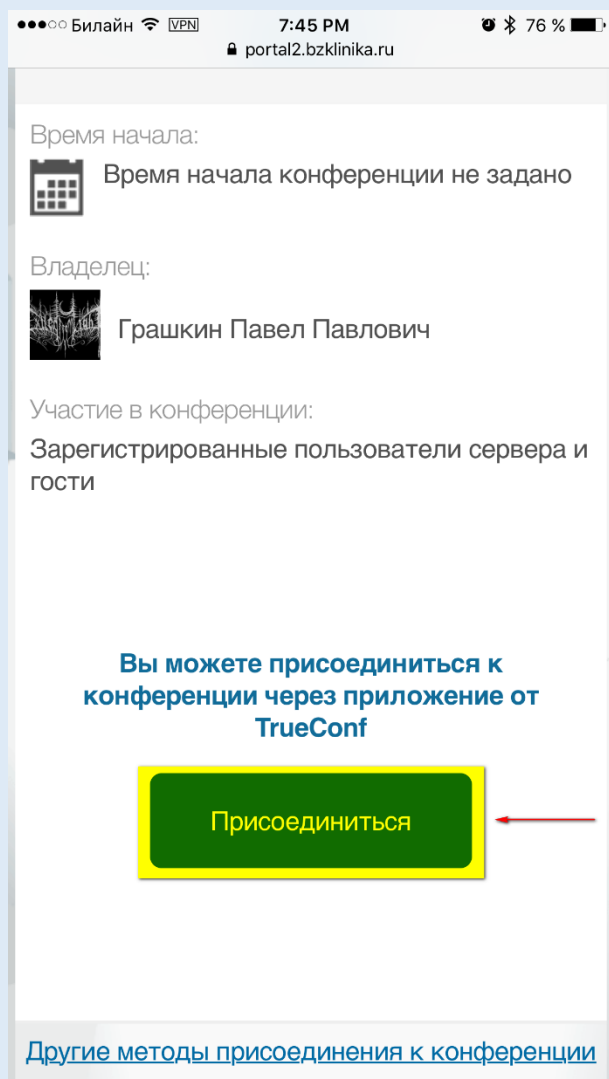 Билайн VPN 7:45 PM 76 %
portal2.bzklinika.ru
Время начала:
Время начала конференции не задано
Владелец:
Грашкин Павел Павлович
Участие в конференции:
Зарегистрированные пользователи сервера и
гости
Вы можете присоединиться к
конференции через приложение от
TrueConf
Присоединиться
Другие методы присоединения к конференции